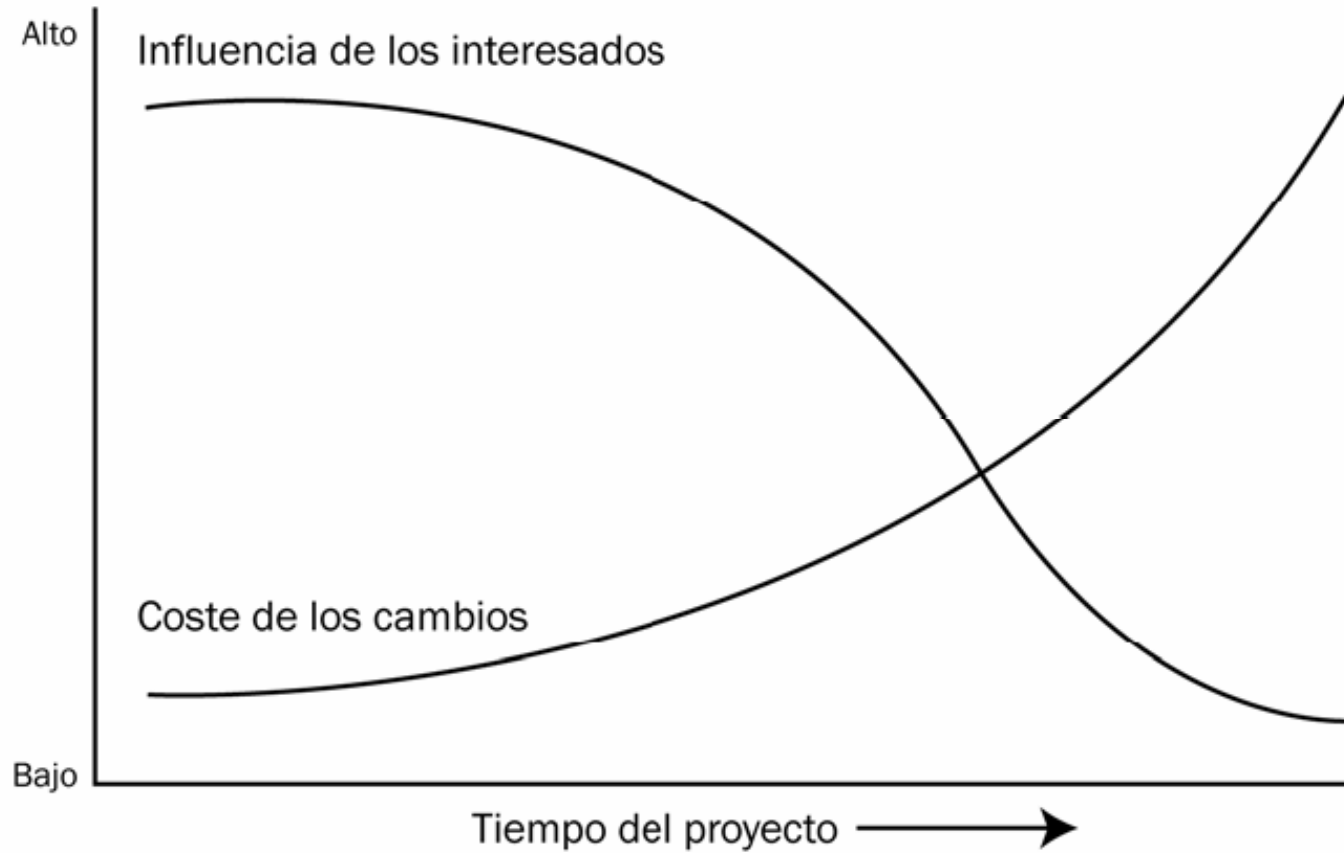 Alto
Influencia de los interesados
Coste de los cambios
Bajo
Tiempo del proyecto